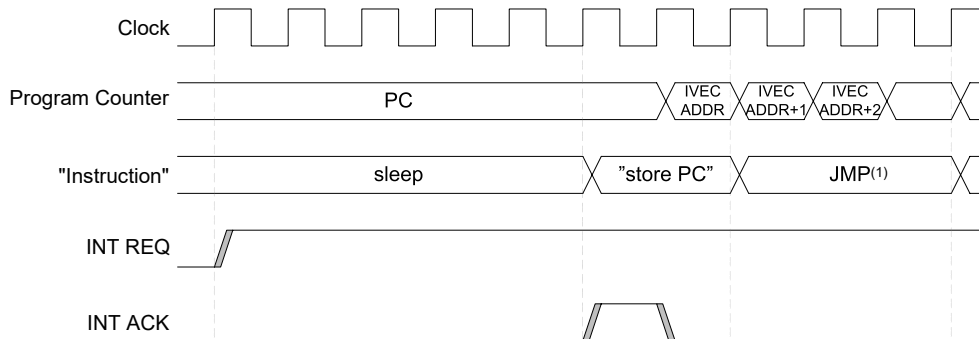 Clock
Program Counter
PC
IVEC
ADDR
IVEC
ADDR+1
IVEC
ADDR+2
"Instruction"
sleep
”store PC”
JMP(1)
INT REQ
INT ACK